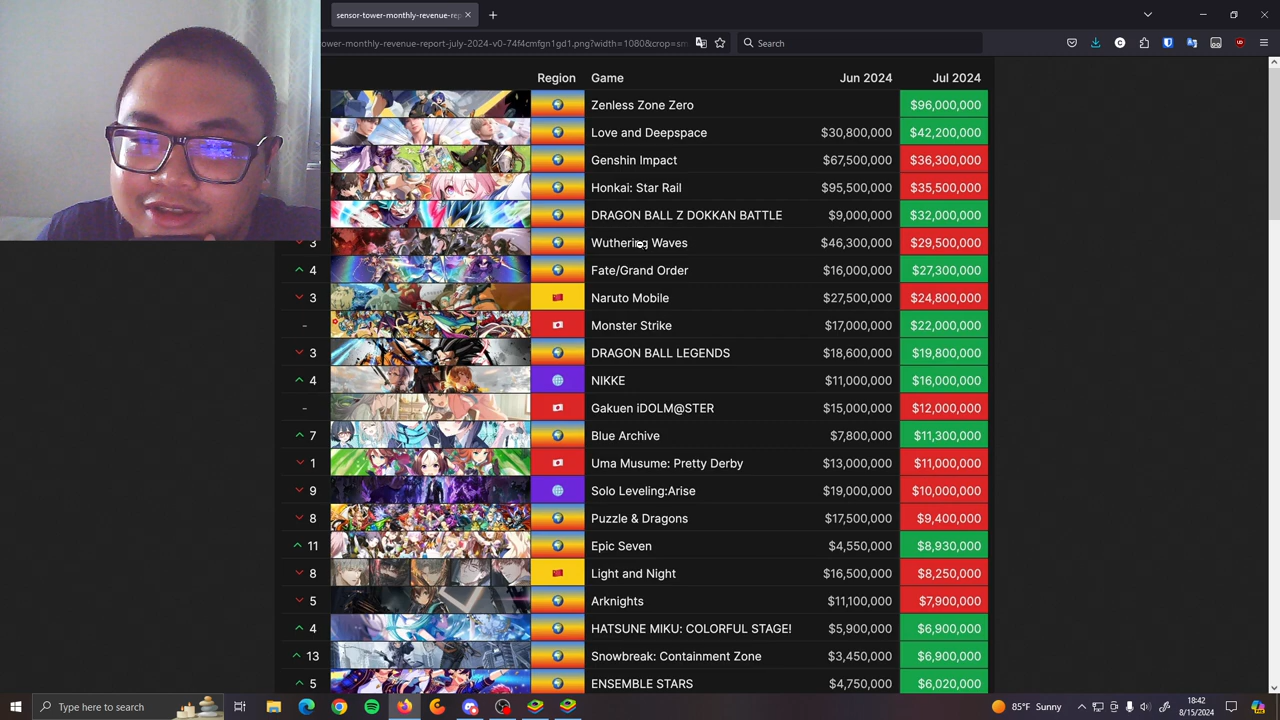 sensor-tower-monthly-revenue-rep
ower-monthly-revenue-report-july-2024-v0-74f4cmfgn1gd1.png?width=1080&crop=sm
Search
Region Game Jun 2024 Jul 2024
Zenless Zone Zero $96,000,000
Love and Deepspace $30,800,000 $42,200,000
Genshin Impact $67,500,000 $36,300,000
Honkai: Star Rail $95,500,000 $35,500,000
DRAGON BALL Z DOKKAN BATTLE $9,000,000 $32,000,000
3 Wuthering Waves $46,300,000 $29,500,000
4 Fate/Grand Order $16,000,000 $27,300,000
3 Naruto Mobile $27,500,000 $24,800,000
- Monster Strike $17,000,000 $22,000,000
3 DRAGON BALL LEGENDS $18,600,000 $19,800,000
4 NIKKE $11,000,000 $16,000,000
- Gakuen iDOLM@STER $15,000,000 $12,000,000
7 Blue Archive $7,800,000 $11,300,000
1 Uma Musume: Pretty Derby $13,000,000 $11,000,000
9 Solo Leveling:Arise $19,000,000 $10,000,000
8 Puzzle & Dragons $17,500,000 $9,400,000
11 Epic Seven $4,550,000 $8,930,000
8 Light and Night $16,500,000 $8,250,000
5 Arknights $11,100,000 $7,900,000
4 HATSUNE MIKU: COLORFUL STAGE! $5,900,000 $6,900,000
13 Snowbreak: Containment Zone $3,450,000 $6,900,000
5 ENSEMBLE STARS $4,750,000 $6,020,000
Type here to search
85°F Sunny
18:42
8/15/2024